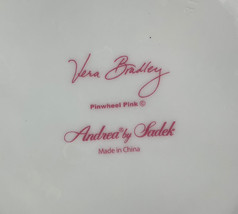 Vera Bradley
Pinwheel Pink ©
Andrea by Sadek
Made in China